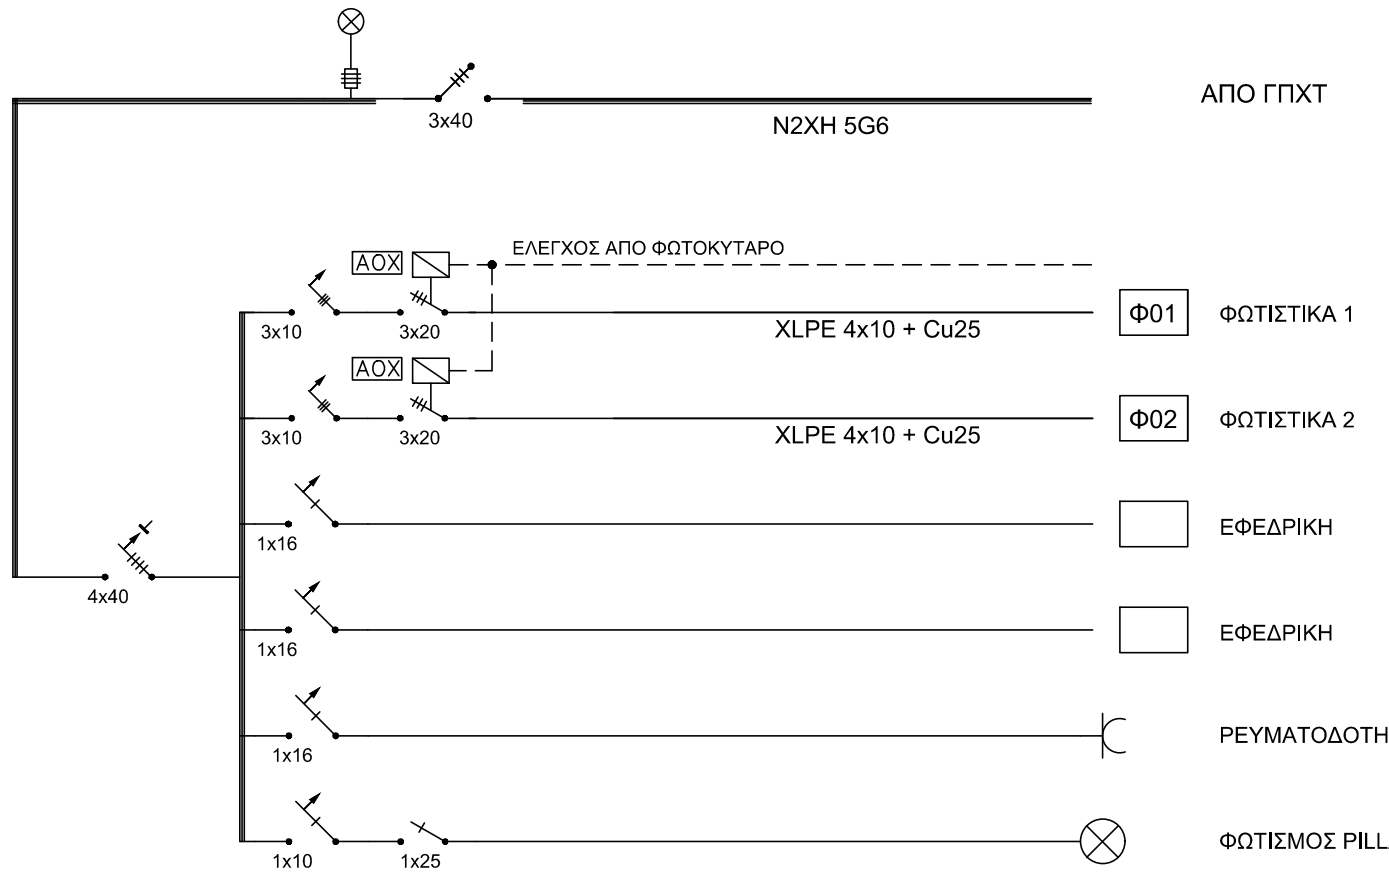 ΑΠΟ ΓΠΧΤ
3x40
N2XH 5G6
ΕΛΕΓΧΟΣ ΑΠΟ ΦΩΤΟΚΥΤΑΡΟ
ΑΟΧ
3x10
3x20
XLPE 4x10 + Cu25
Φ01
ΦΩΤΙΣΤΙΚΑ 1
ΑΟΧ
3x10
3x20
XLPE 4x10 + Cu25
Φ02
ΦΩΤΙΣΤΙΚΑ 2
1x16
ΕΦΕΔΡΙΚΗ
4x40
1x16
ΕΦΕΔΡΙΚΗ
1x16
ΡΕΥΜΑΤΟΔΟΤΗ
1x10
1x25
ΦΩΤΙΣΜΟΣ PILL